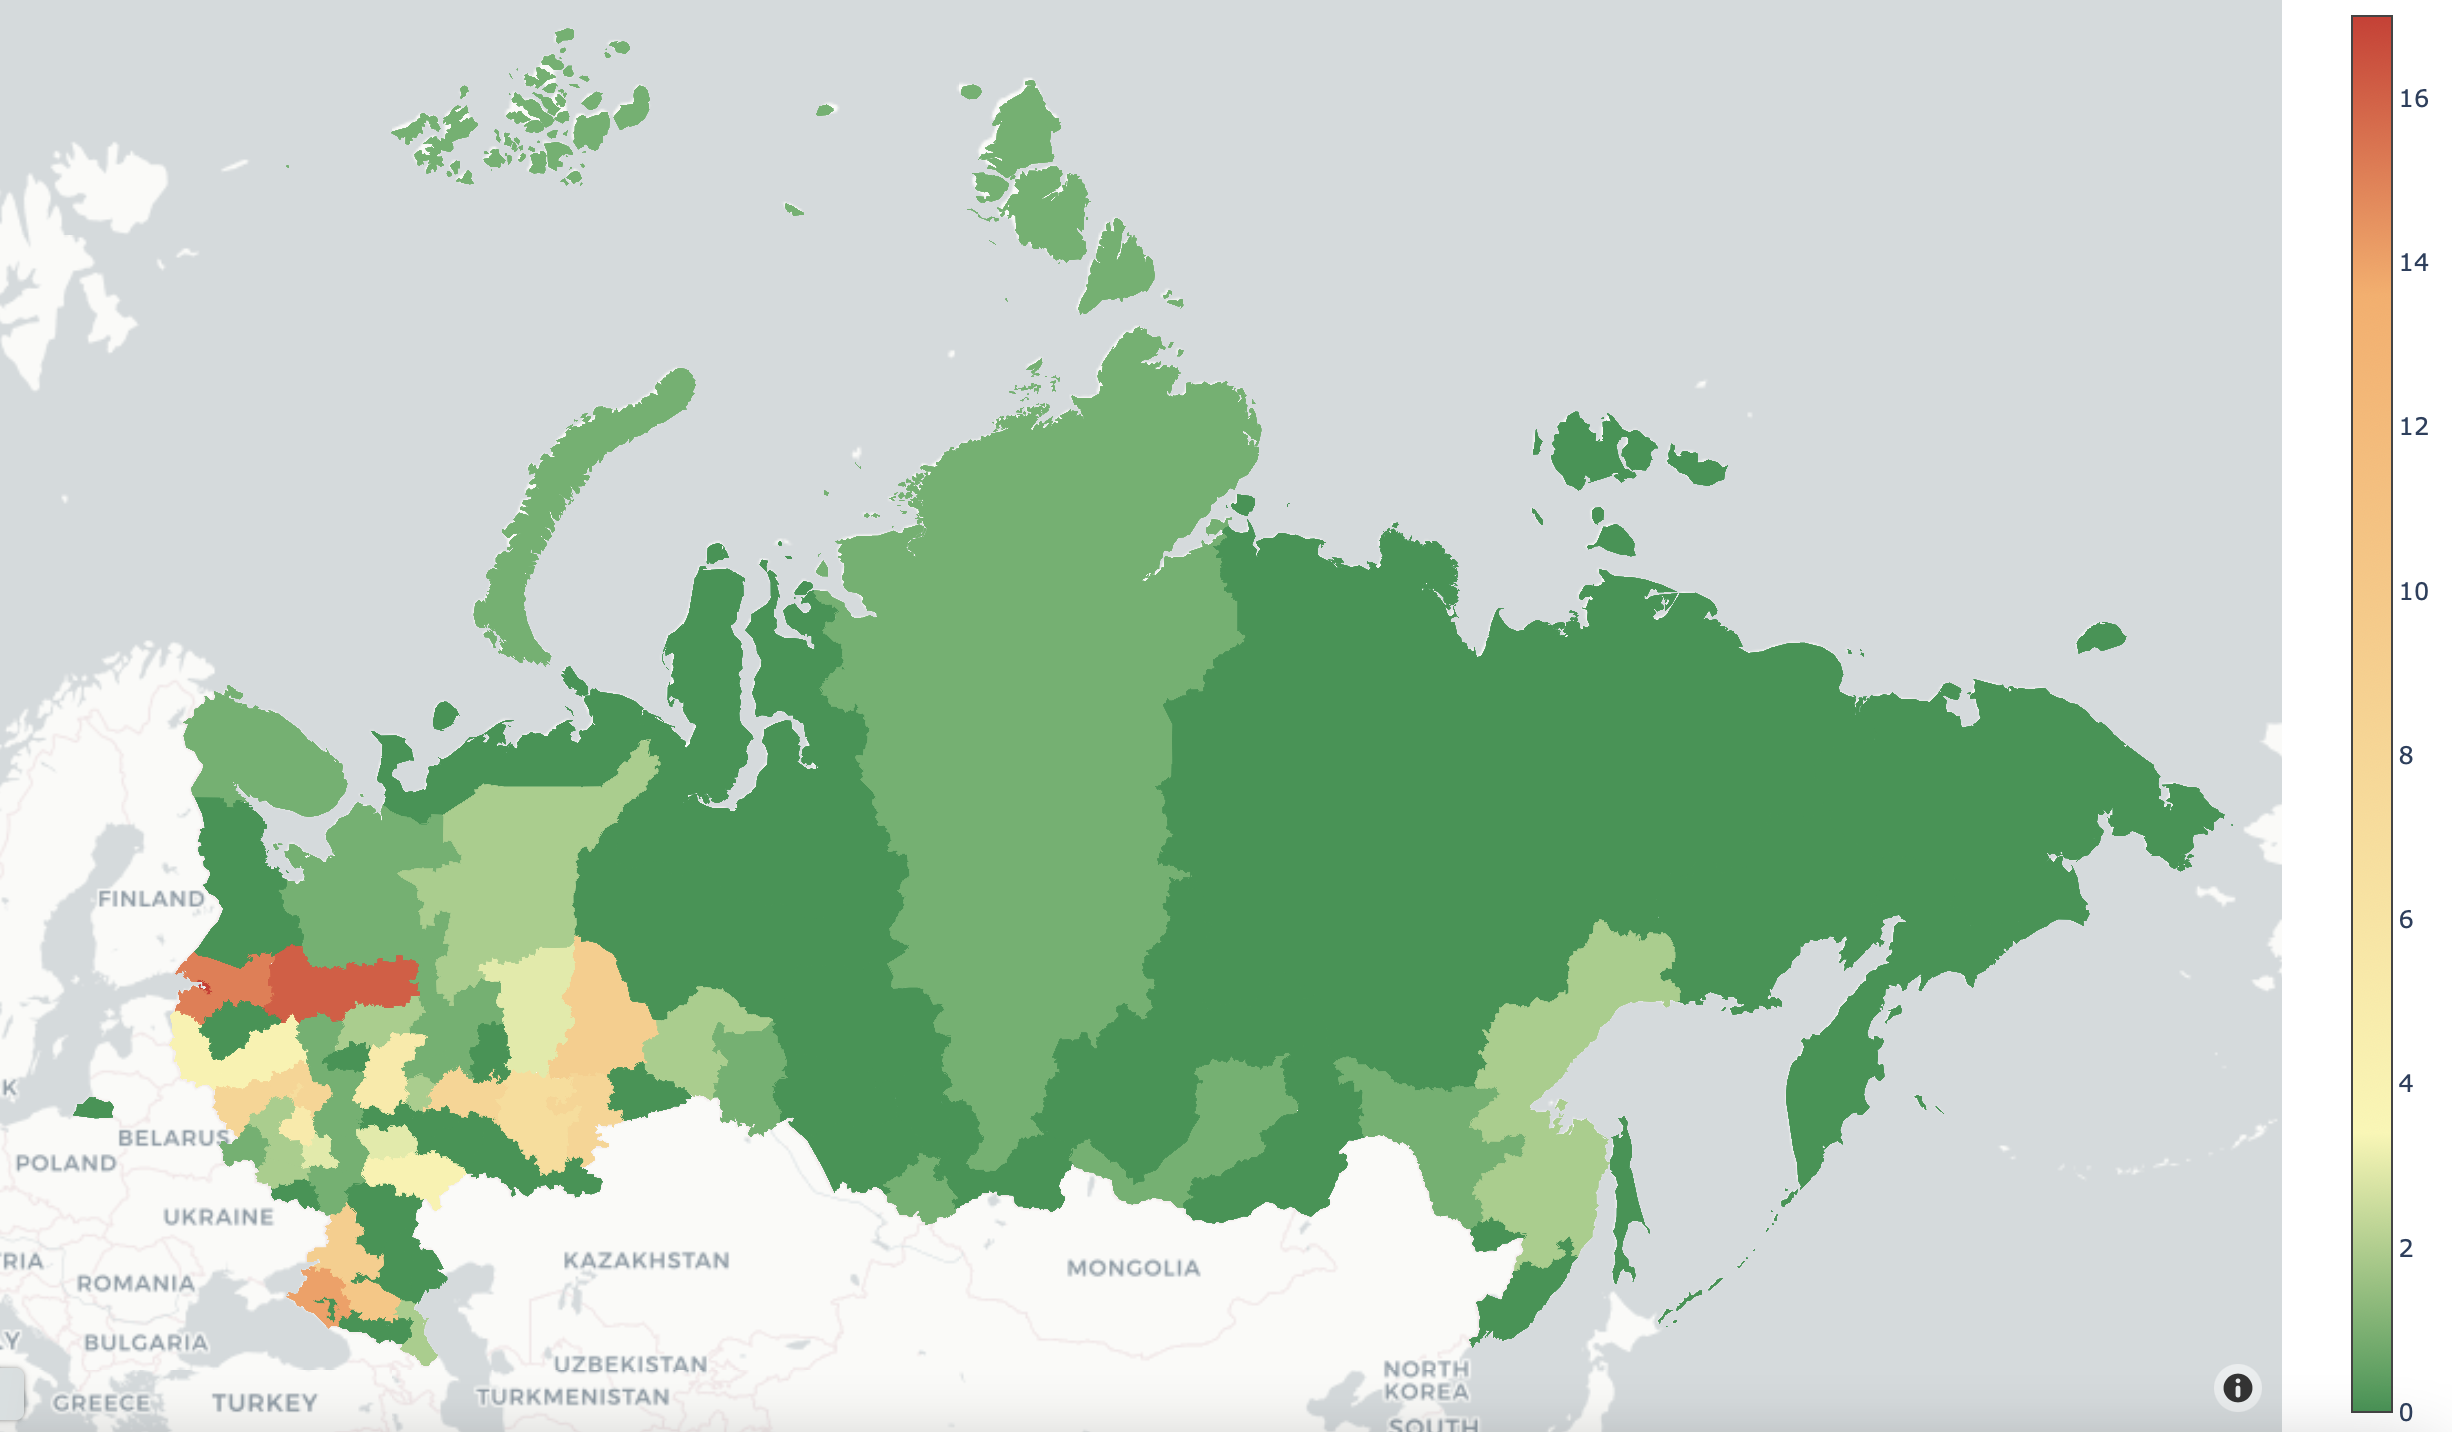 16
14
12
10
8
6
4
2
0
FINLAND
K
BELARUS
POLAND
UKRAINE
RIA
ROMANIA
KAZAKHSTAN
MONGOLIA
Y
BULGARIA
UZBEKISTAN
NORTH
KOREA
GREECE
TURKEY
TURKMENISTAN
SOUTH
i